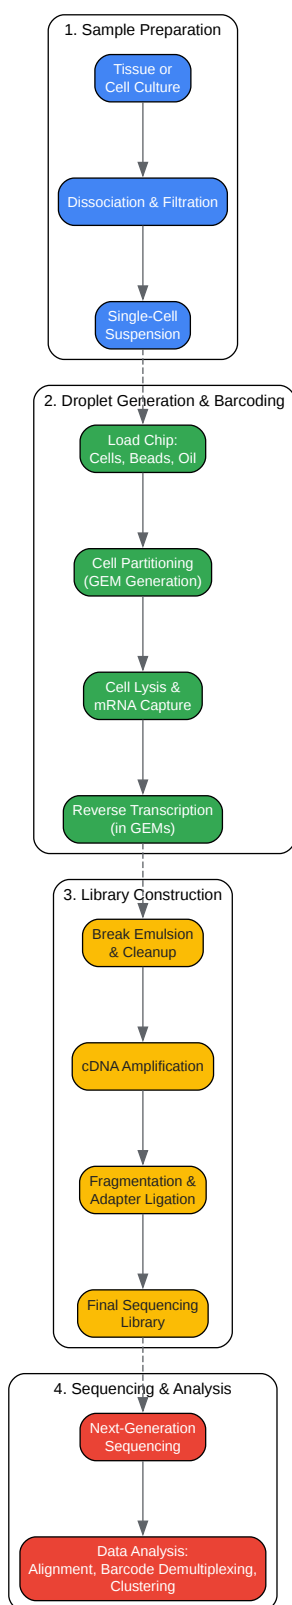 1. Sample Preparation
Tissue or
Cell Culture
Dissociation & Filtration
Single-Cell
Suspension
2. Droplet Generation & Barcoding
Load Chip:
Cells, Beads, Oil
Cell Partitioning
(GEM Generation)
Cell Lysis &
mRNA Capture
Reverse Transcription
(in GEMs)
3. Library Construction
Break Emulsion
& Cleanup
cDNA Amplification
Fragmentation &
Adapter Ligation
Final Sequencing
Library
4. Sequencing & Analysis
Next-Generation
Sequencing
Data Analysis:
Alignment, Barcode Demultiplexing,
Clustering